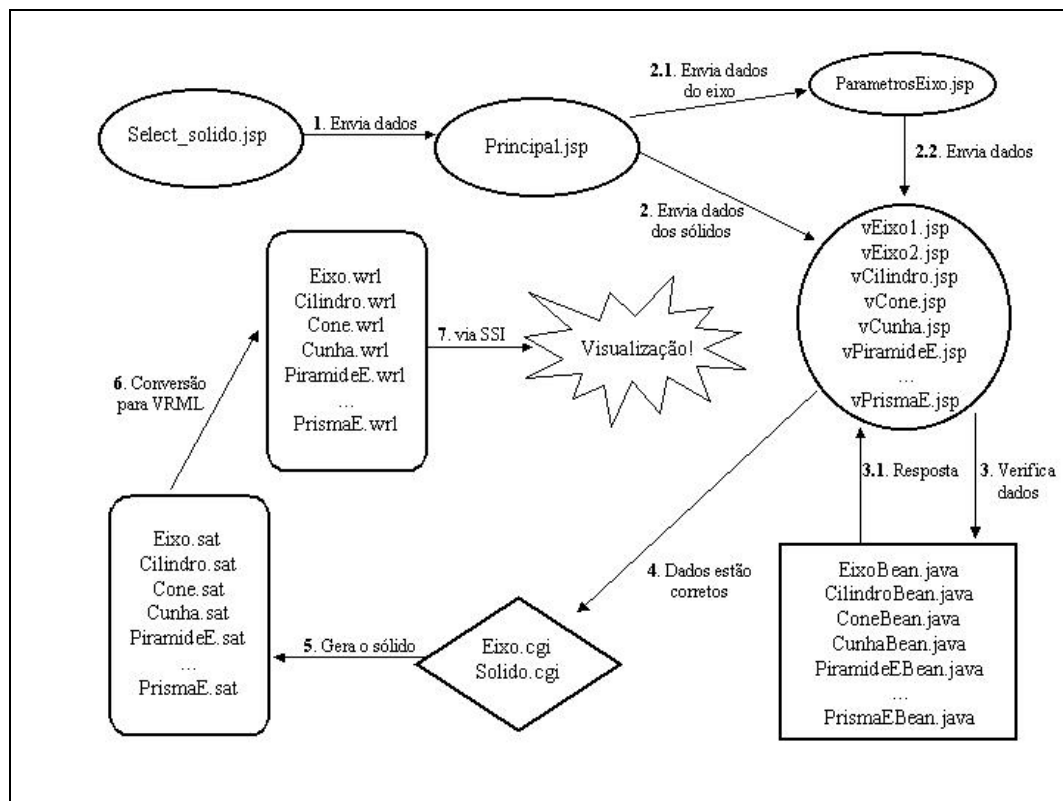 2.1. Envia dados
do eixo
ParametrosEixo.jsp
Select_solido.jsp
1. Envia dados
Principal.jsp
2.2. Envia dados
2. Envia dados
dos sólidos
vEixo1.jsp
vEixo2.jsp
vCilindro.jsp
vCone.jsp
vCunha.jsp
vPiramideE.jsp
...
vPrismaE.jsp
Eixo.wrl
Cilindro.wrl
Cone.wrl
Cunha.wrl
PiramideE.wrl
...
PrismaE.wrl
7. via SSI
Visualização!
6. Conversão
para VRML
3.1. Resposta
3. Verifica
dados
Eixo.sat
Cilindro.sat
Cone.sat
Cunha.sat
PiramideE.sat
...
PrismaE.sat
5. Gera o sólido
Eixo.cgi
Solido.cgi
4. Dados estão
corretos
EixoBean.java
CilindroBean.java
ConeBean.java
CunhaBean.java
PiramideEBean.java
...
PrismaEBean.java